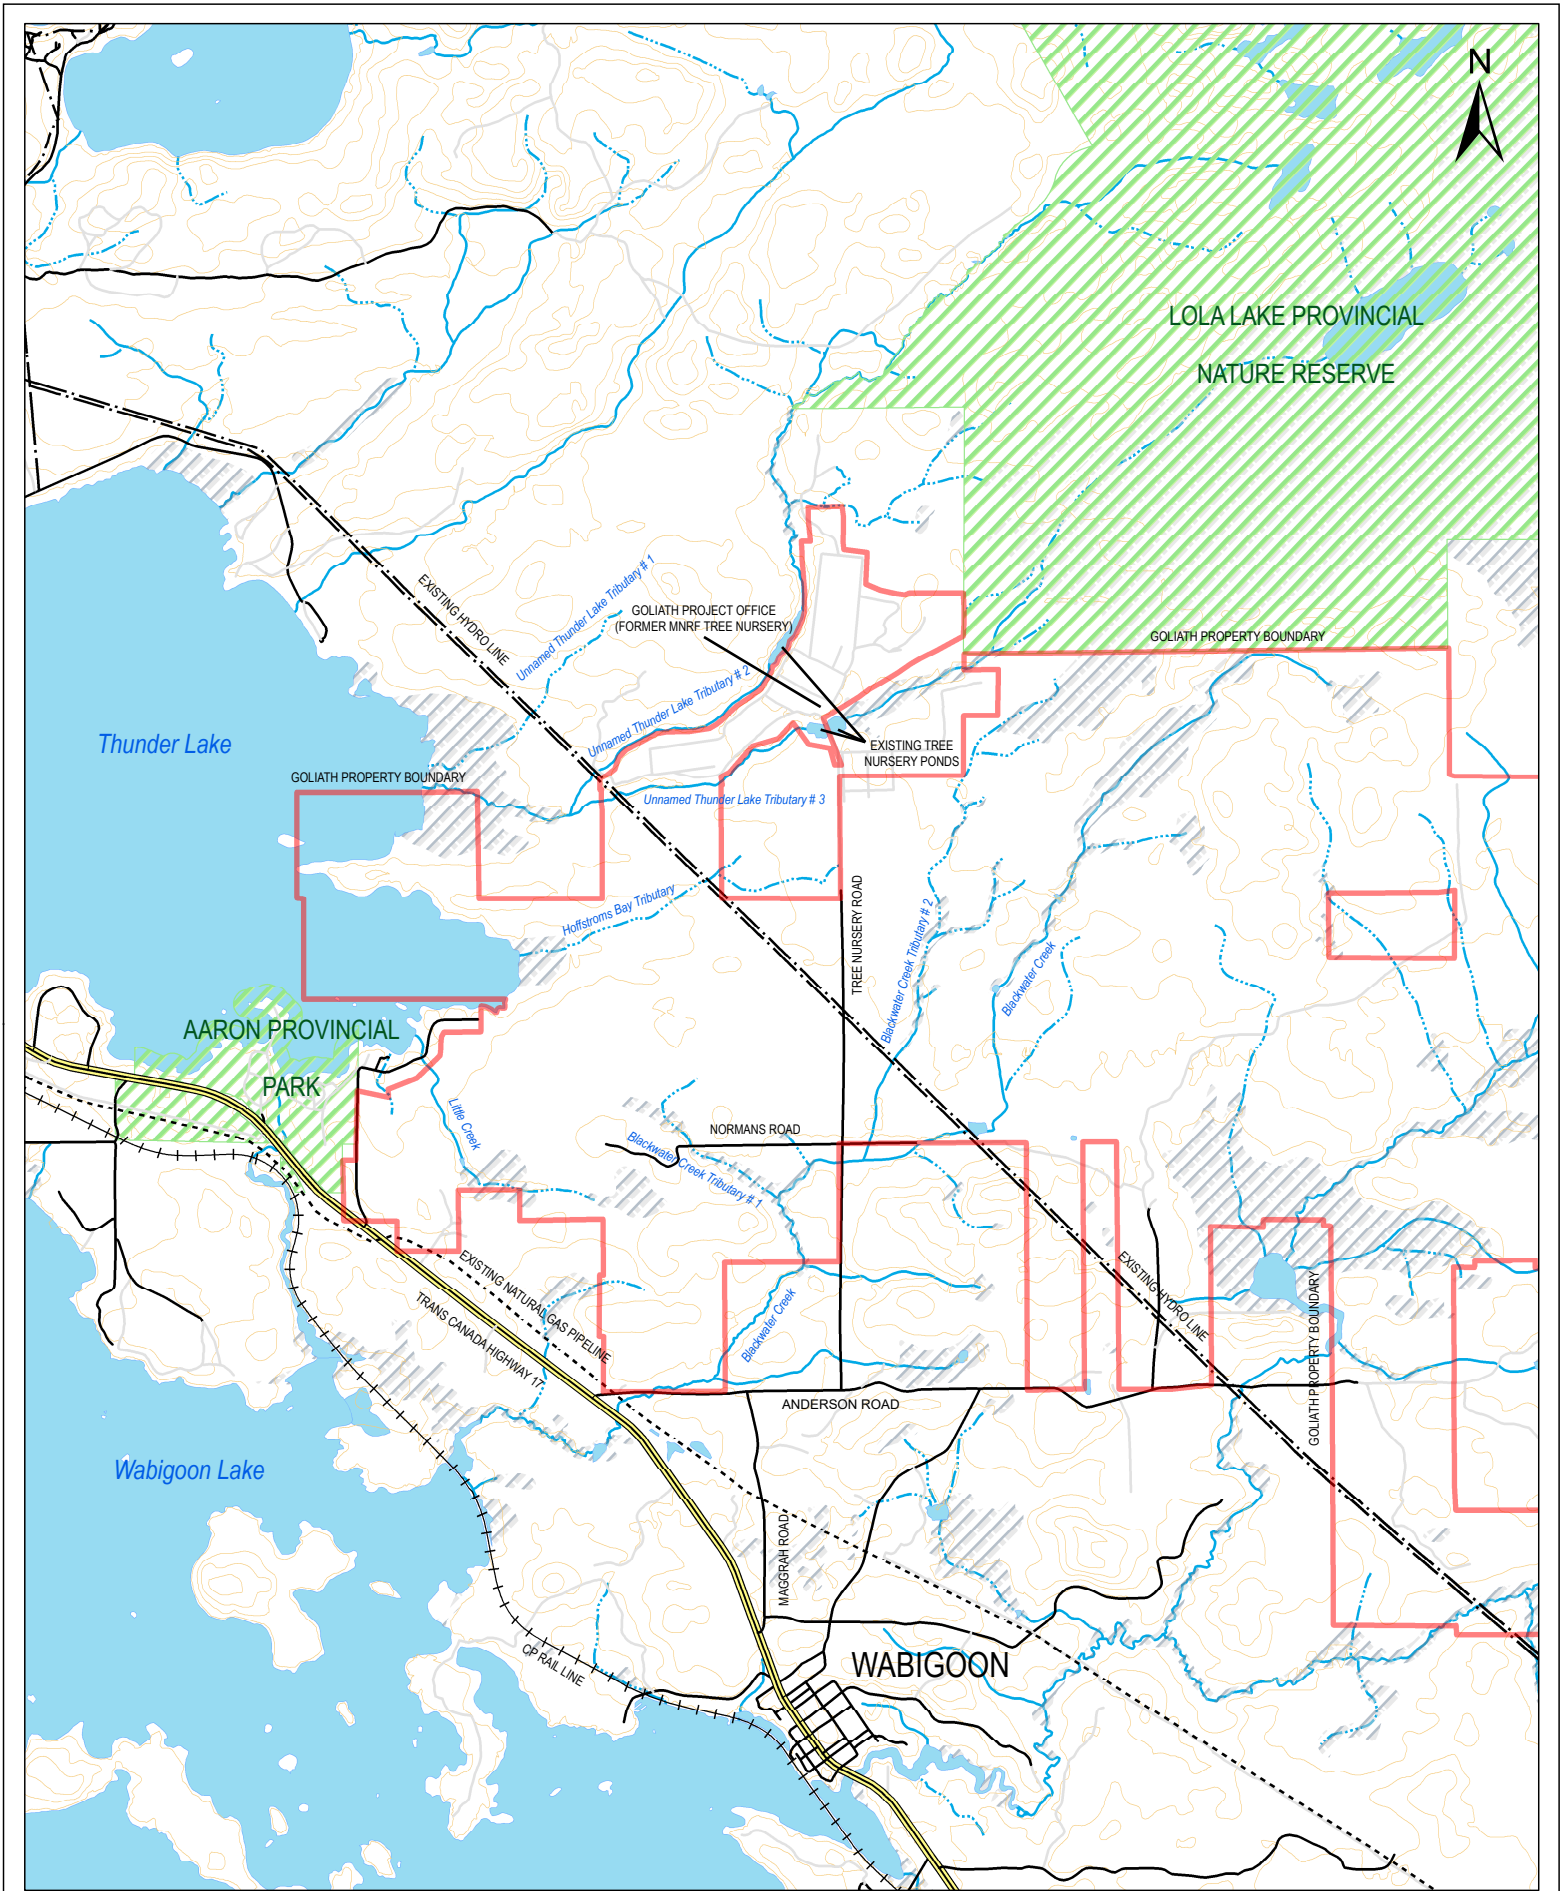 N
LOLA LAKE PROVINCIAL
NATURE RESERVE
EXISTING HYDRO LINE
Unnamed Thunder Lake Tributary # 1
GOLIATH PROJECT OFFICE
(FORMER MNRF TREE NURSERY)
GOLIATH PROPERTY BOUNDARY
Unnamed Thunder Lake Tributary # 2
Thunder Lake
EXISTING TREE
NURSERY PONDS
GOLIATH PROPERTY BOUNDARY
Unnamed Thunder Lake Tributary # 3
Hoffstroms Bay Tributary
TREE NURSERY ROAD
Blackwater Creek Tributary # 2
Blackwater Creek
AARON PROVINCIAL
PARK
Little Creek
NORMANS ROAD
Blackwater Creek Tributary # 1
EXISTING NATURAL GAS PIPELINE
TRANS CANADA HIGHWAY 17
Blackwater Creek
EXISTING HYDRO LINE
GOLIATH PROPERTY BOUNDARY
ANDERSON ROAD
Wabigoon Lake
MAGGRAH ROAD
CP RAIL LINE
WABIGOON